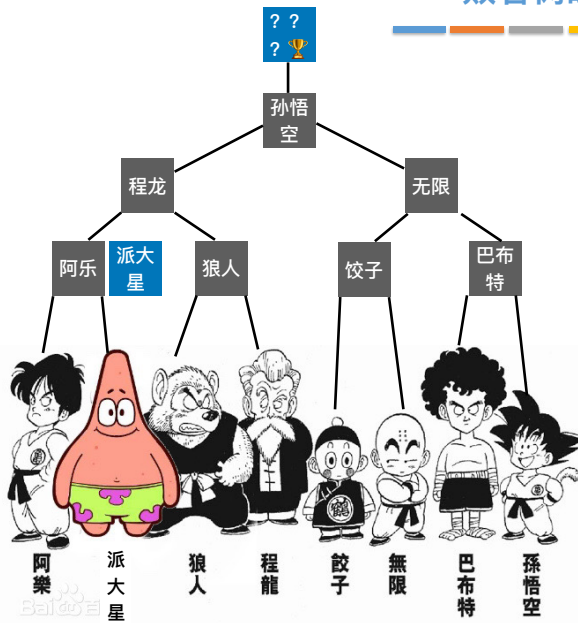 ? ?
? 🏆
孙悟
空
程龙
无限
阿乐
派大
星
狼人
饺子
巴布
特
阿樂
派大星
狼人
程龍
餃子
無限
巴布特
孫悟空
Baidu百